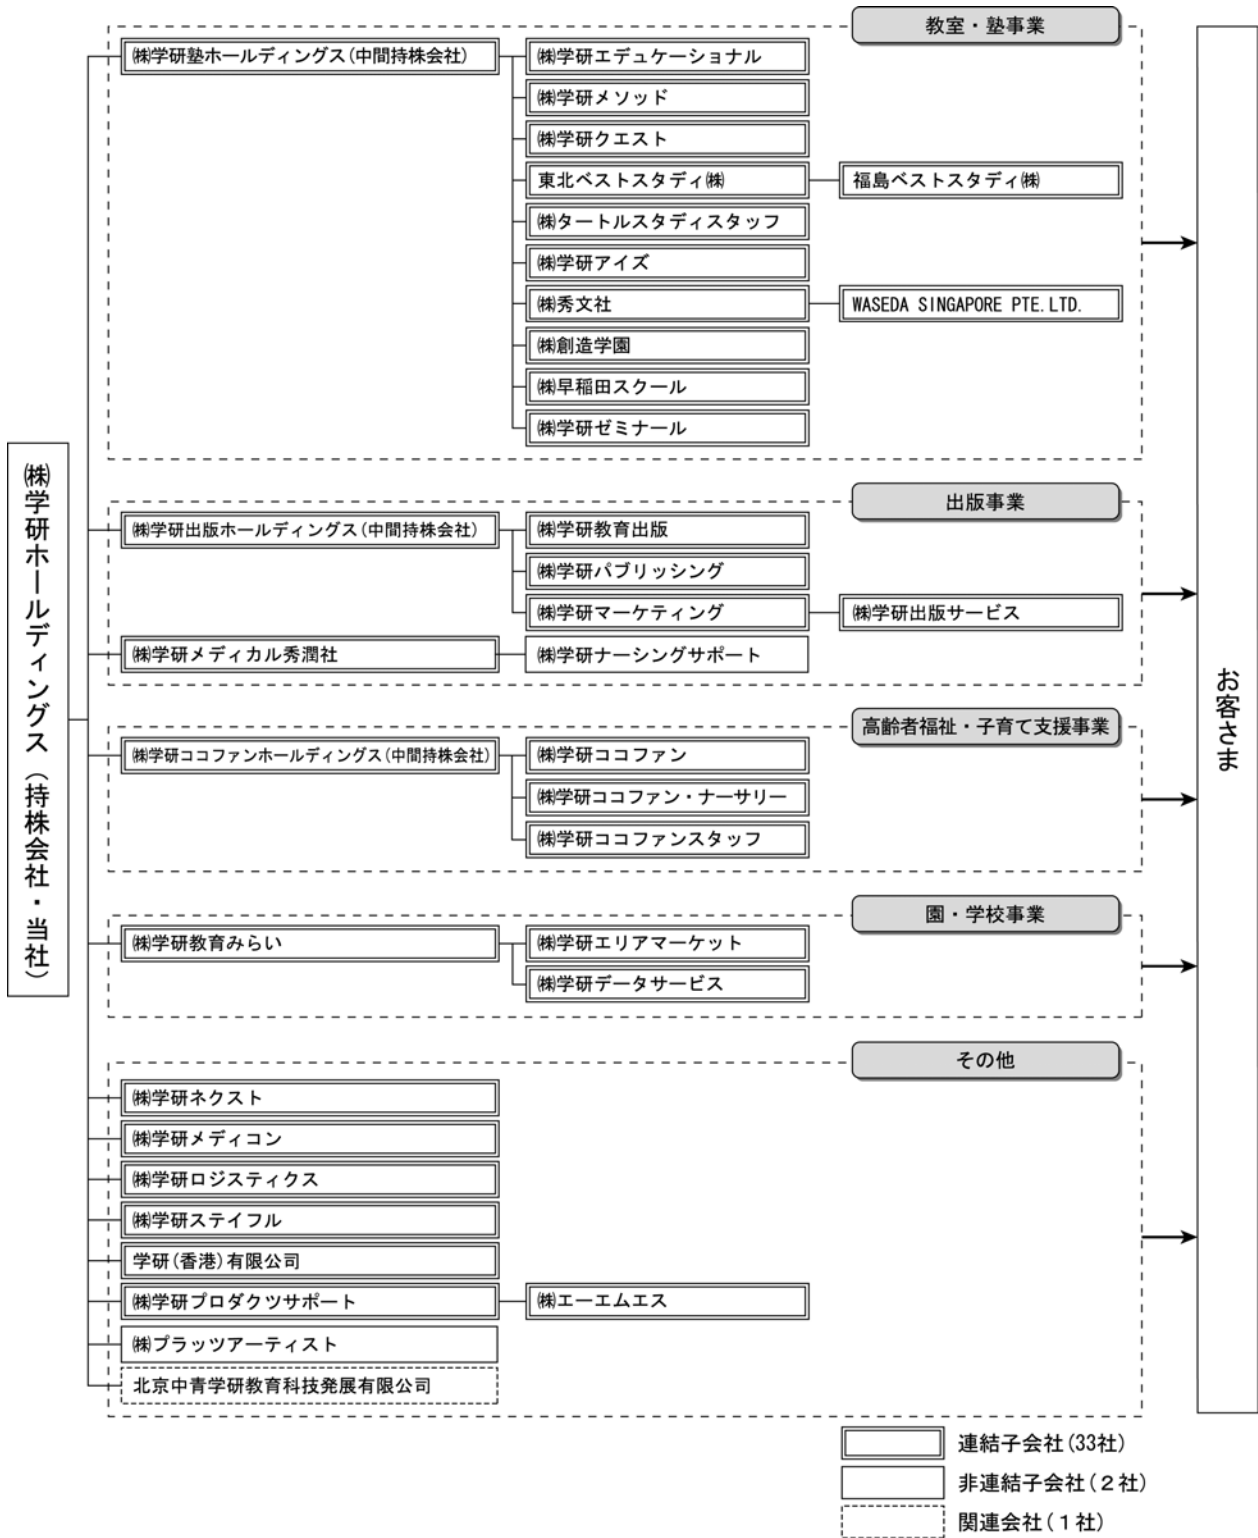 ㈱学研ホールディングス（持株会社・当社）
教室・塾事業
㈱学研塾ホールディングス(中間持株会社)
㈱学研エデュケーショナル
㈱学研メソッド
㈱学研クエスト
東北ベストスタディ㈱
福島ベストスタディ㈱
㈱タートルスタディスタッフ
㈱学研アイズ
㈱秀文社
WASEDA SINGAPORE PTE.LTD.
㈱創造学園
㈱早稲田スクール
㈱学研ゼミナール
出版事業
㈱学研出版ホールディングス(中間持株会社)
㈱学研教育出版
㈱学研パブリッシング
㈱学研マーケティング
㈱学研出版サービス
㈱学研メディカル秀潤社
㈱学研ナーシングサポート
高齢者福祉・子育て支援事業
㈱学研ココファンホールディングス(中間持株会社)
㈱学研ココファン
㈱学研ココファン・ナーサリー
㈱学研ココファンスタッフ
園・学校事業
㈱学研教育みらい
㈱学研エリアマーケット
㈱学研データサービス
その他
㈱学研ネクスト
㈱学研メディコン
㈱学研ロジスティクス
㈱学研ステイフル
学研(香港)有限公司
㈱学研プロダクツサポート
㈱エーエムエス
㈱プラッツアーティスト
北京中青学研教育科技発展有限公司
お客さま
連結子会社(33社)
非連結子会社(２社)
関連会社(１社)